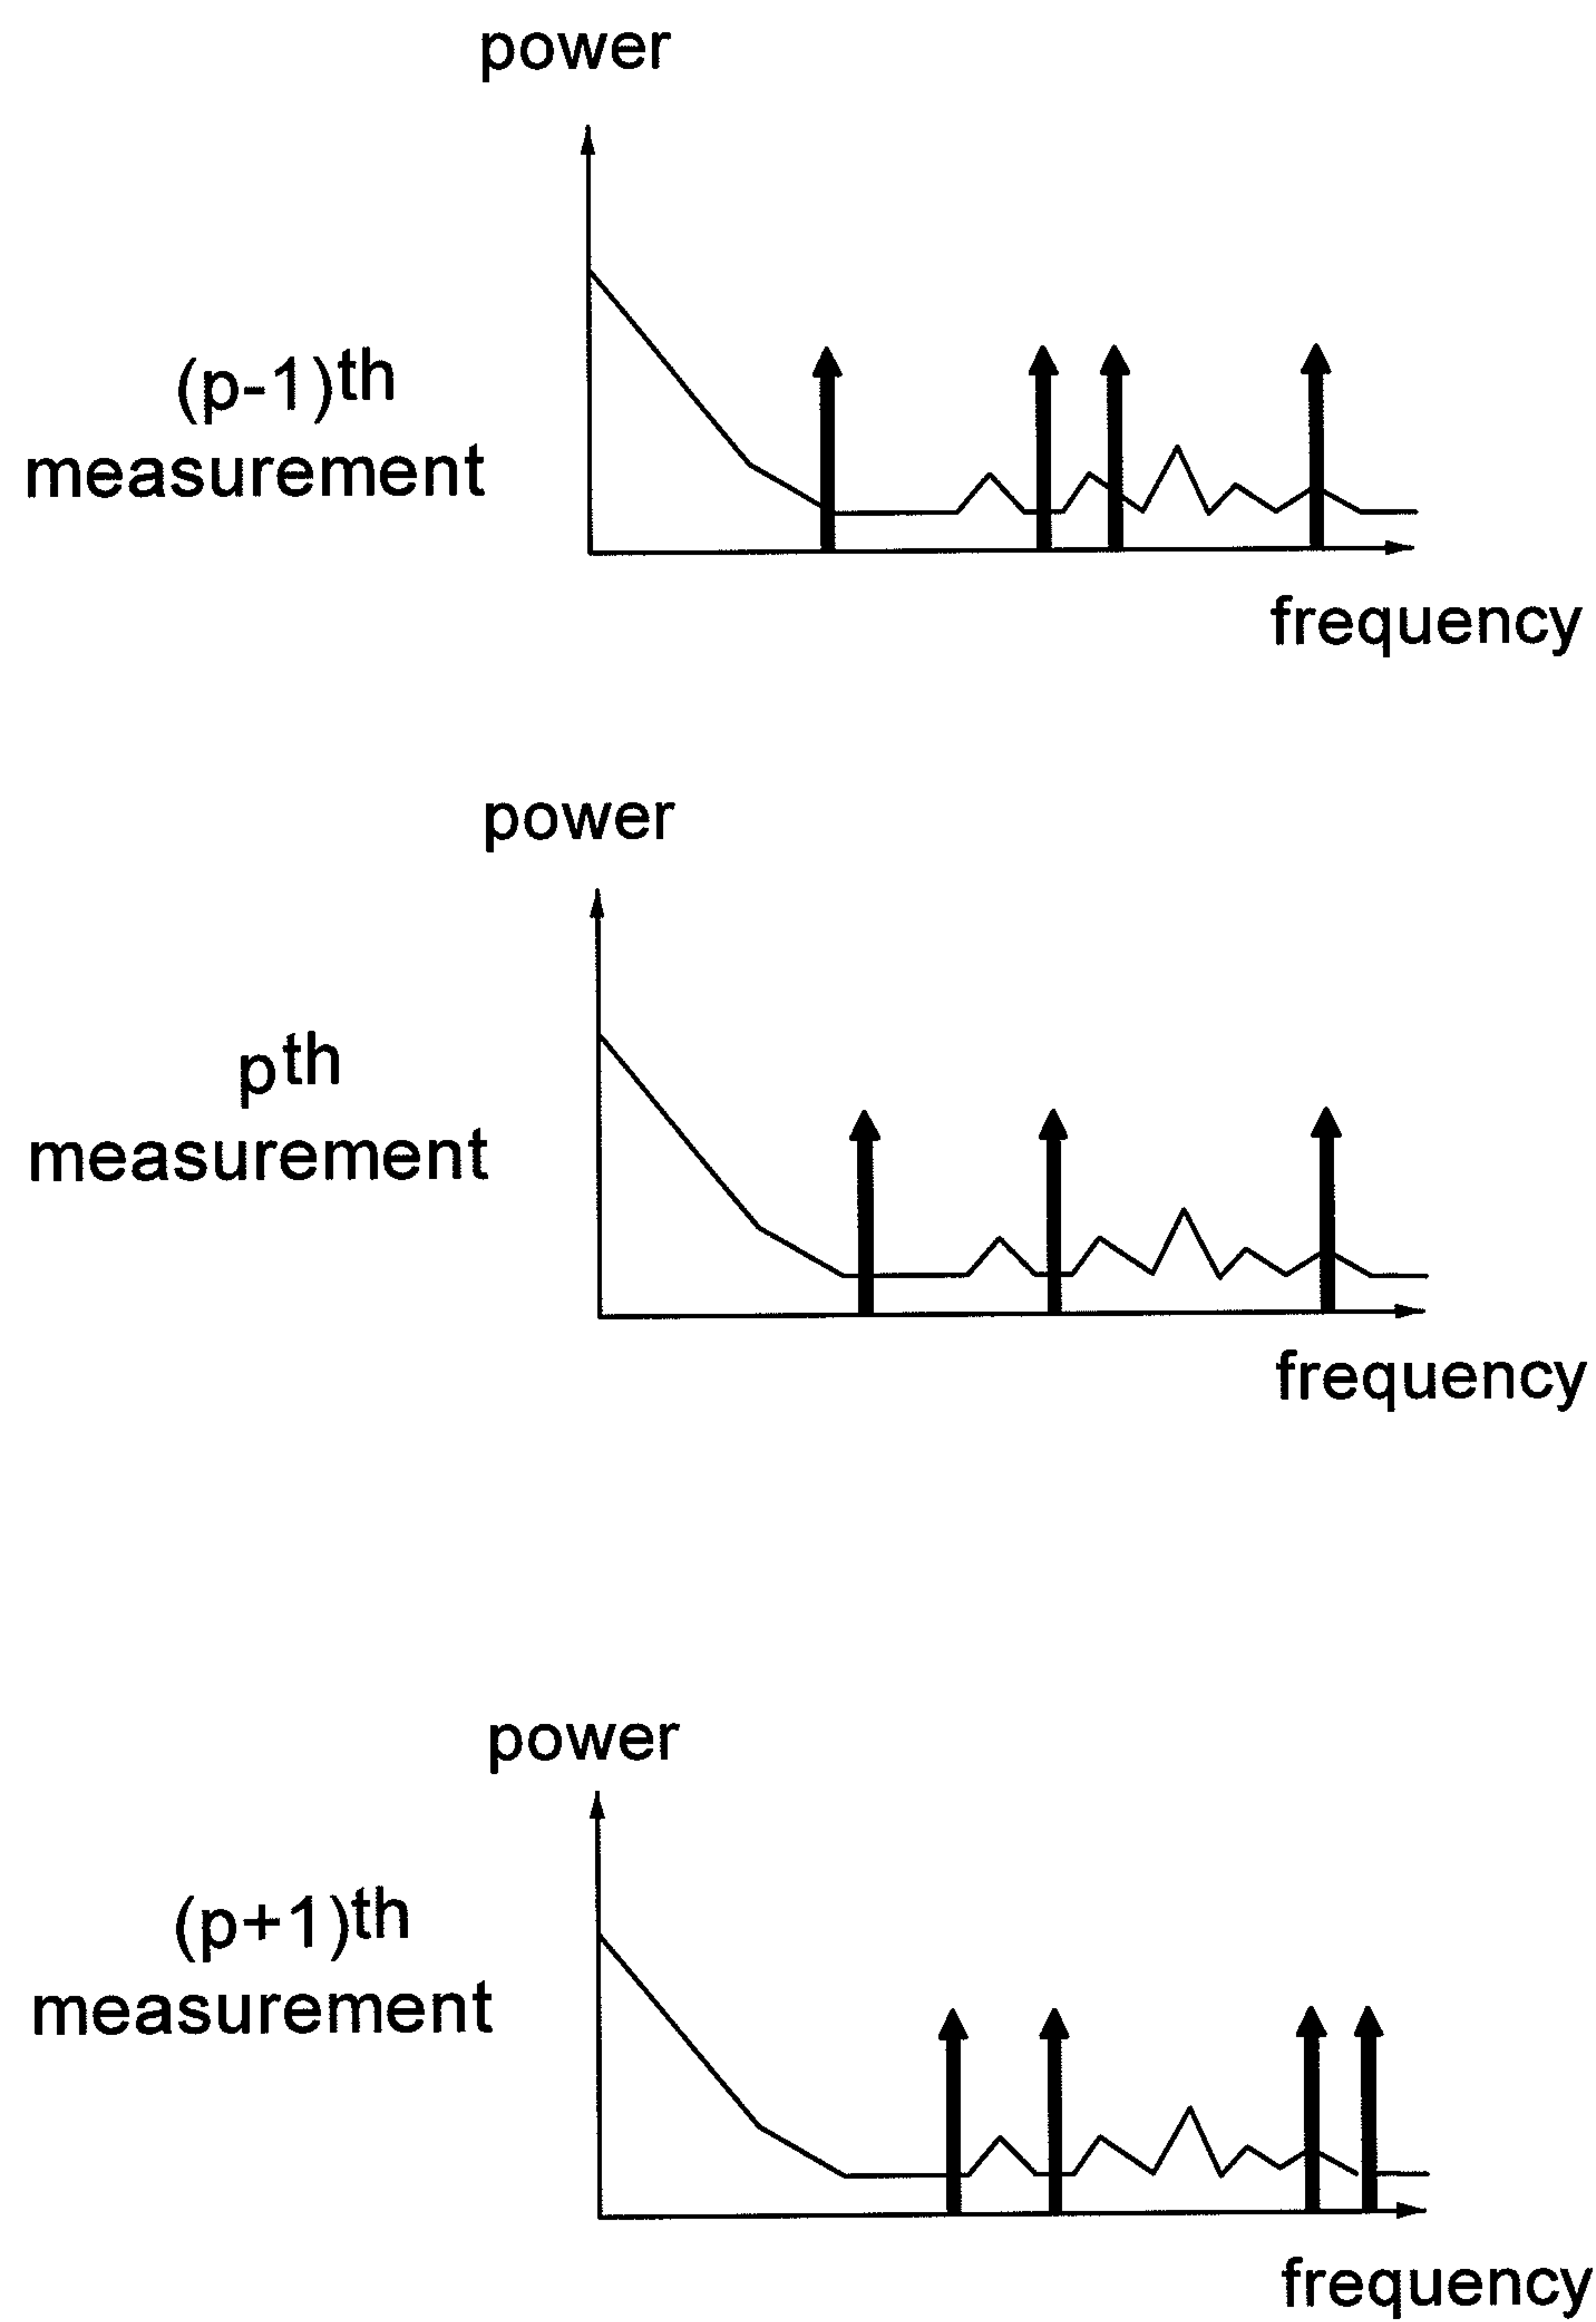 power
(p-1)th
measurement
frequency
power
pth
measurement
frequency
power
(p+1)th
measurement
frequency